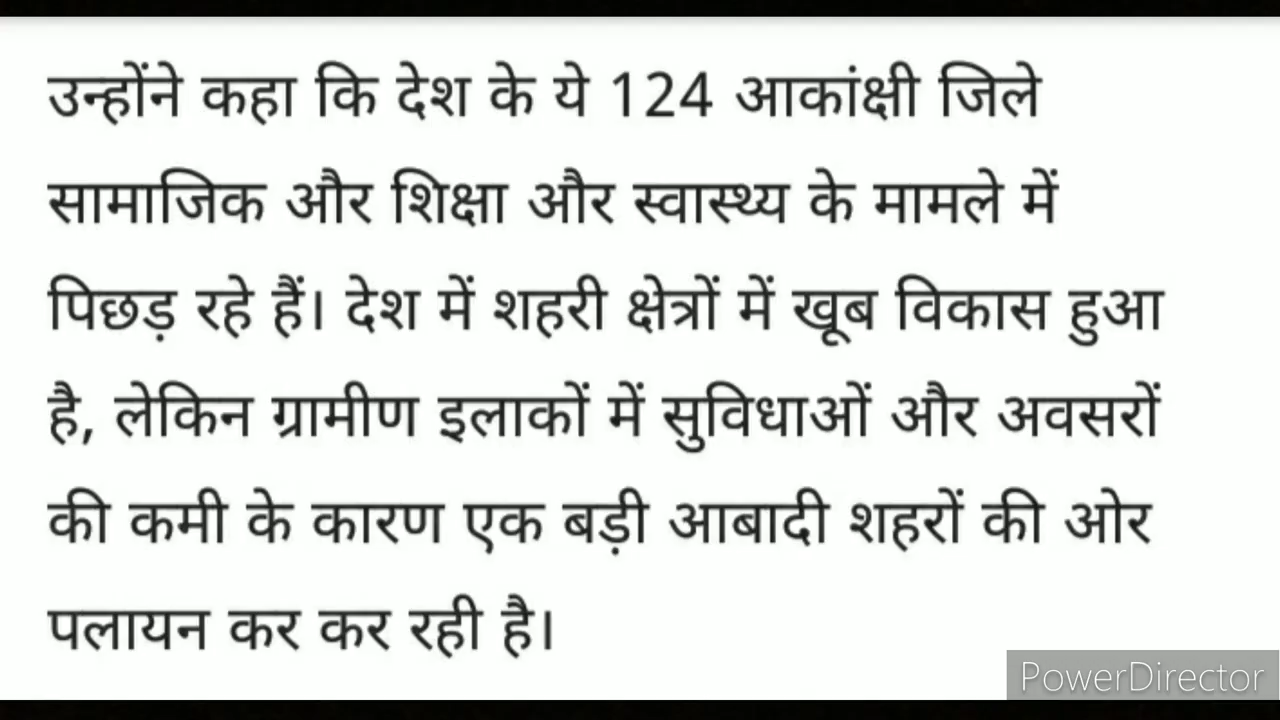 उन्होंने कहा कि देश के ये 124 आकांक्षी जिले
सामाजिक और शिक्षा और स्वास्थ्य के मामले में
पिछड़ रहे हैं। देश में शहरी क्षेत्रों में खूब विकास हुआ
है, लेकिन ग्रामीण इलाकों में सुविधाओं और अवसरों
की कमी के कारण एक बड़ी आबादी शहरों की ओर
पलायन कर कर रही है।
PowerDirector